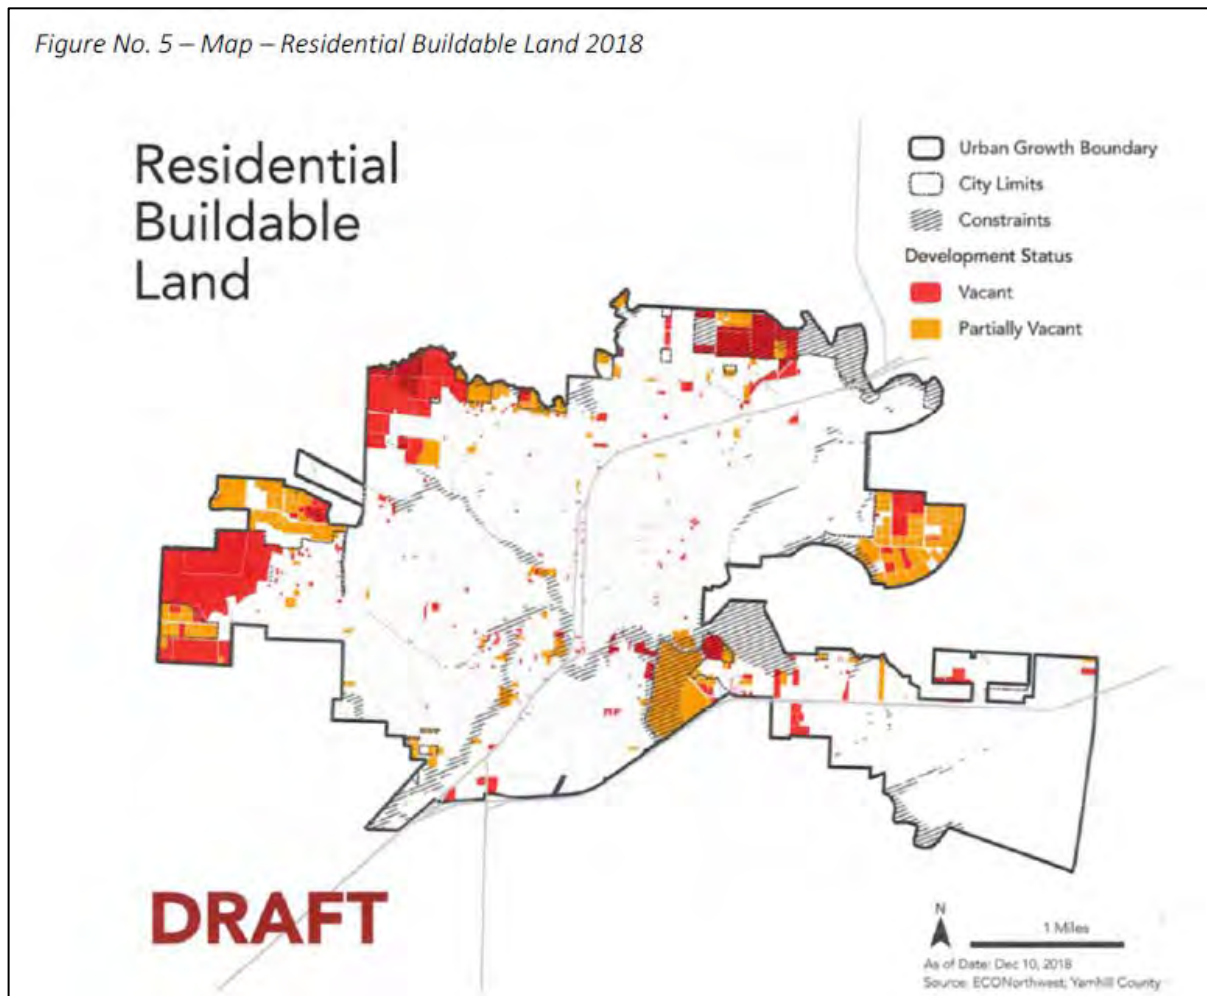 Figure No. 5 – Map – Residential Buildable Land 2018
Residential
Buildable
Land
Urban Growth Boundary
City Limits
Constraints
Development Status
Vacant
Partially Vacant
DRAFT
N
1 Miles
As of Date: Dec 10, 2018
Source: ECONorthwest; Yamhill County